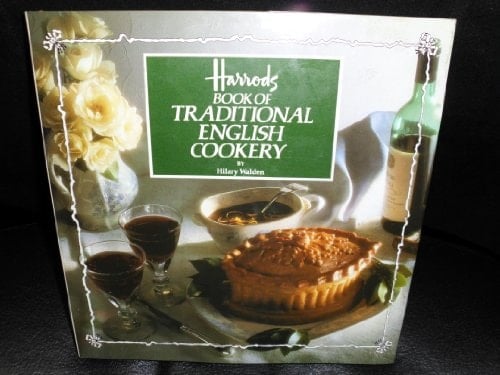 Harrods
BOOK OF
TRADITIONAL
ENGLISH
COOKERY
BY
Hilary Walden